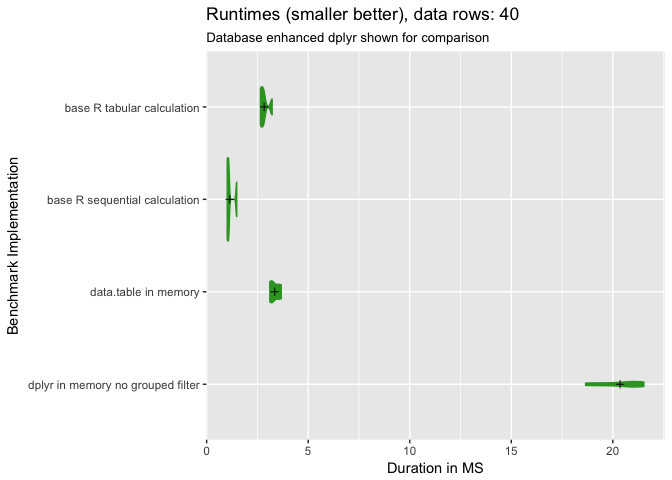 Runtimes (smaller better), data rows: 40
Database enhanced dplyr shown for comparison
Benchmark Implementation
base R tabular calculation
base R sequential calculation
data.table in memory
dplyr in memory no grouped filter
0 5 10 15 20
Duration in MS